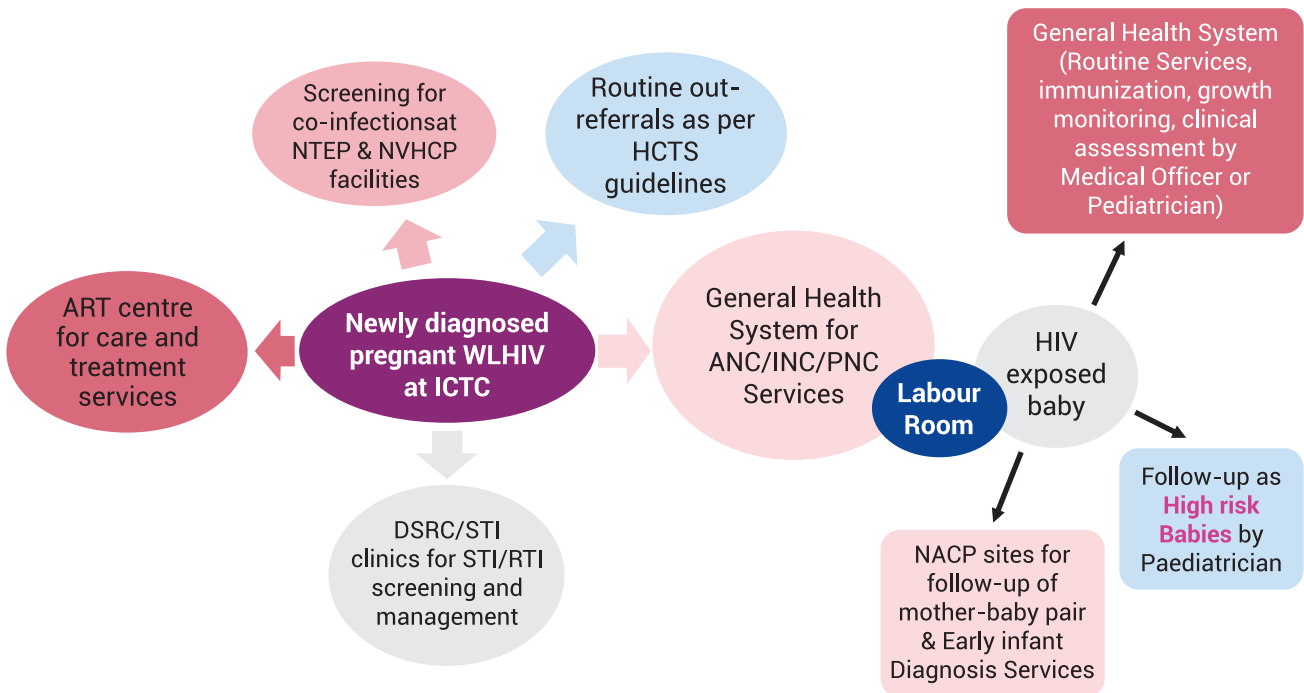 Screening for
co-infectionsat
NTEP & NVHCP
facilities
Routine out-
referrals as per
HCTS
guidelines
General Health System
(Routine Services,
immunization, growth
monitoring, clinical
assessment by
Medical Officer or
Pediatrician)
ART centre
for care and
treatment
services
Newly diagnosed
pregnant WLHIV
at ICTC
General Health
System for
ANC/INC/PNC
Services
Labour
Room
HIV
exposed
baby
DSRC/STI
clinics for STI/RTI
screening and
management
NACP sites for
follow-up of
mother-baby pair
& Early infant
Diagnosis Services
Follow-up as
High risk
Babies by
Paediatrician